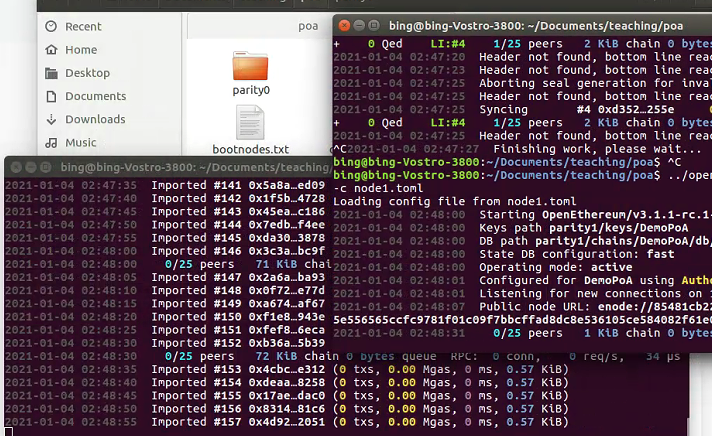 Recent
Home
Desktop
Documents
Downloads
Music
poa
parity0
bootnodes.txt
bing@bing-Vostro-3800: ~/Documents/teaching/poa
+ 0 Qed LI:#4 1/25 peers 2 KiB chain 0 bytes
2021-01-04 02:47:20 Header not found, bottom line reac
2021-01-04 02:47:23 Header not found, bottom line reac
2021-01-04 02:47:25 Aborting seal generation for inval
2021-01-04 02:47:25 Header not found, bottom line reac
2021-01-04 02:47:25 Syncing #4 0xd352…255e
+ 0 Qed LI:#4 1/25 peers 2 KiB chain 0 bytes
2021-01-04 02:47:25 Header not found, bottom line reac
^C2021-01-04 02:47:27 Finishing work, please wait...
bing@bing-Vostro-3800:~/Documents/teaching/poa$ ^C
bing@bing-Vostro-3800:~/Documents/teaching/poa$ ../open
-c node1.toml
Loading config file from node1.toml
2021-01-04 02:48:00 Starting OpenEthereum/v3.1.1-rc.1-
2021-01-04 02:48:00 Keys path parity1/keys/DemoPoA
2021-01-04 02:48:00 DB path parity1/chains/DemoPoA/db/
2021-01-04 02:48:00 State DB configuration: fast
2021-01-04 02:48:00 Operating mode: active
2021-01-04 02:48:01 Configured for DemoPoA using Autho
2021-01-04 02:48:01 Listening for new connections on 1
2021-01-04 02:48:07 Public node URL: enode://85481cb22
5e556565ccfc9781f01c09f7bbcffad8dc8e536105ce584082f61e0
2021-01-04 02:48:31 0/25 peers 1 KiB chain 0 bytes
bing@bing-Vostro-3800: ~/Documents/teaching/
2021-01-04 02:47:35 Imported #141 0x5a8a…ed09
2021-01-04 02:47:40 Imported #142 0x1f5b…4728
2021-01-04 02:47:45 Imported #143 0x45ea…c186
2021-01-04 02:47:50 Imported #144 0x7edb…f4ee
2021-01-04 02:47:55 Imported #145 0xda30…3878
2021-01-04 02:48:00 Imported #146 0x3c3a…bc9f
2021-01-04 02:48:00 0/25 peers 71 KiB chain
2021-01-04 02:48:05 Imported #147 0x2a6a…ba93
2021-01-04 02:48:10 Imported #148 0x0f72…e77d
2021-01-04 02:48:15 Imported #149 0xa674…af67
2021-01-04 02:48:20 Imported #150 0xf1e8…943e
2021-01-04 02:48:25 Imported #151 0xfef8…6eca
2021-01-04 02:48:30 Imported #152 0xb36a…5b39
2021-01-04 02:48:30 0/25 peers 72 KiB chain 0 bytes queue RPC: 0 conn, 0 req/s, 34 µs
2021-01-04 02:48:35 Imported #153 0x4cbc…e312 (0 txs, 0.00 Mgas, 0 ms, 0.57 KiB)
2021-01-04 02:48:40 Imported #154 0xdeaa…8258 (0 txs, 0.00 Mgas, 0 ms, 0.57 KiB)
2021-01-04 02:48:45 Imported #155 0x17ae…dac0 (0 txs, 0.00 Mgas, 0 ms, 0.57 KiB)
2021-01-04 02:48:50 Imported #156 0x8314…81c6 (0 txs, 0.00 Mgas, 0 ms, 0.57 KiB)
2021-01-04 02:48:55 Imported #157 0x4d92…2051 (0 txs, 0.00 Mgas, 0 ms, 0.57 KiB)